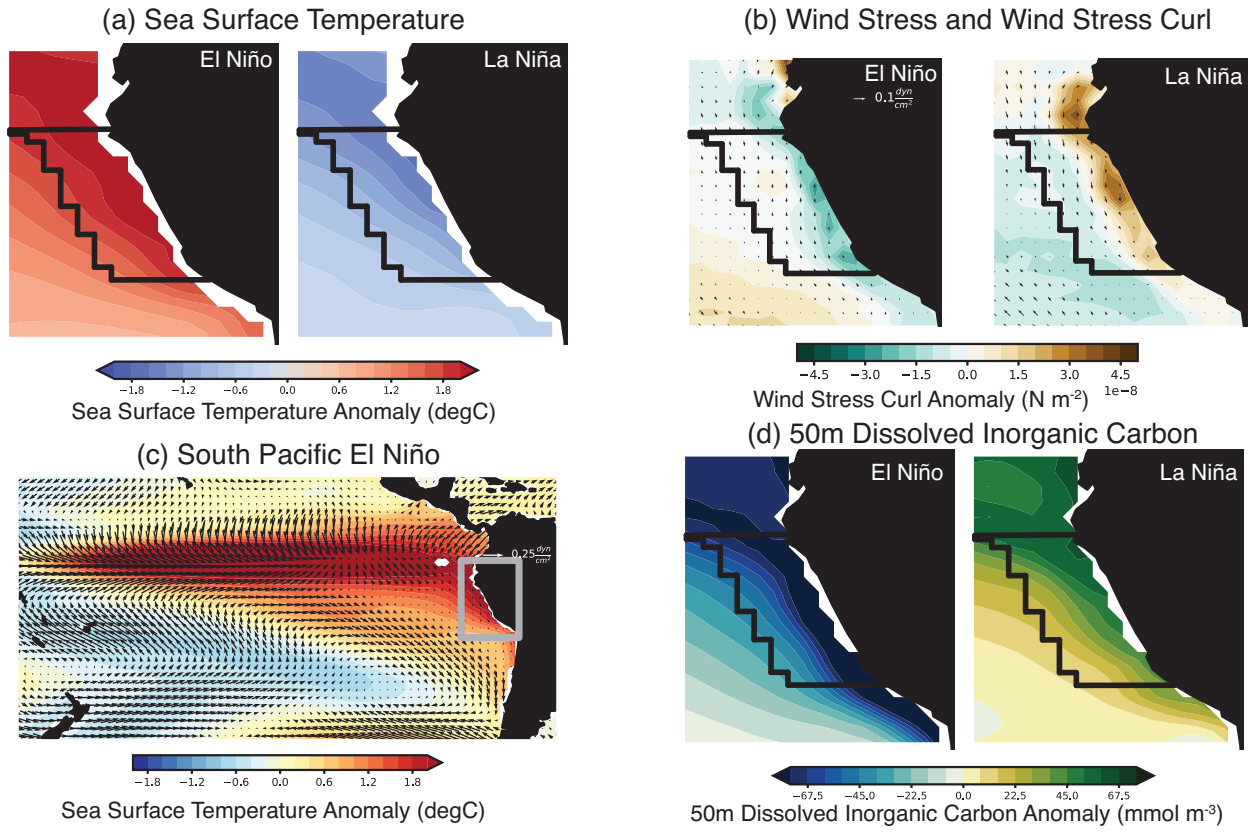 (a) Sea Surface Temperature
El Niño
La Niña
−1.8 −1.2 −0.6 0.0 0.6 1.2 1.8
Sea Surface Temperature Anomaly (degC)
(b) Wind Stress and Wind Stress Curl
El Niño
→ 0.1 dyn/cm²
La Niña
−4.5 −3.0 −1.5 0.0 1.5 3.0 4.5
1e−8
Wind Stress Curl Anomaly (N m⁻²)
(c) South Pacific El Niño
→ 0.25 dyn/cm²
−1.8 −1.2 −0.6 0.0 0.6 1.2 1.8
Sea Surface Temperature Anomaly (degC)
(d) 50m Dissolved Inorganic Carbon
El Niño
La Niña
−67.5 −45.0 −22.5 0.0 22.5 45.0 67.5
50m Dissolved Inorganic Carbon Anomaly (mmol m⁻³)